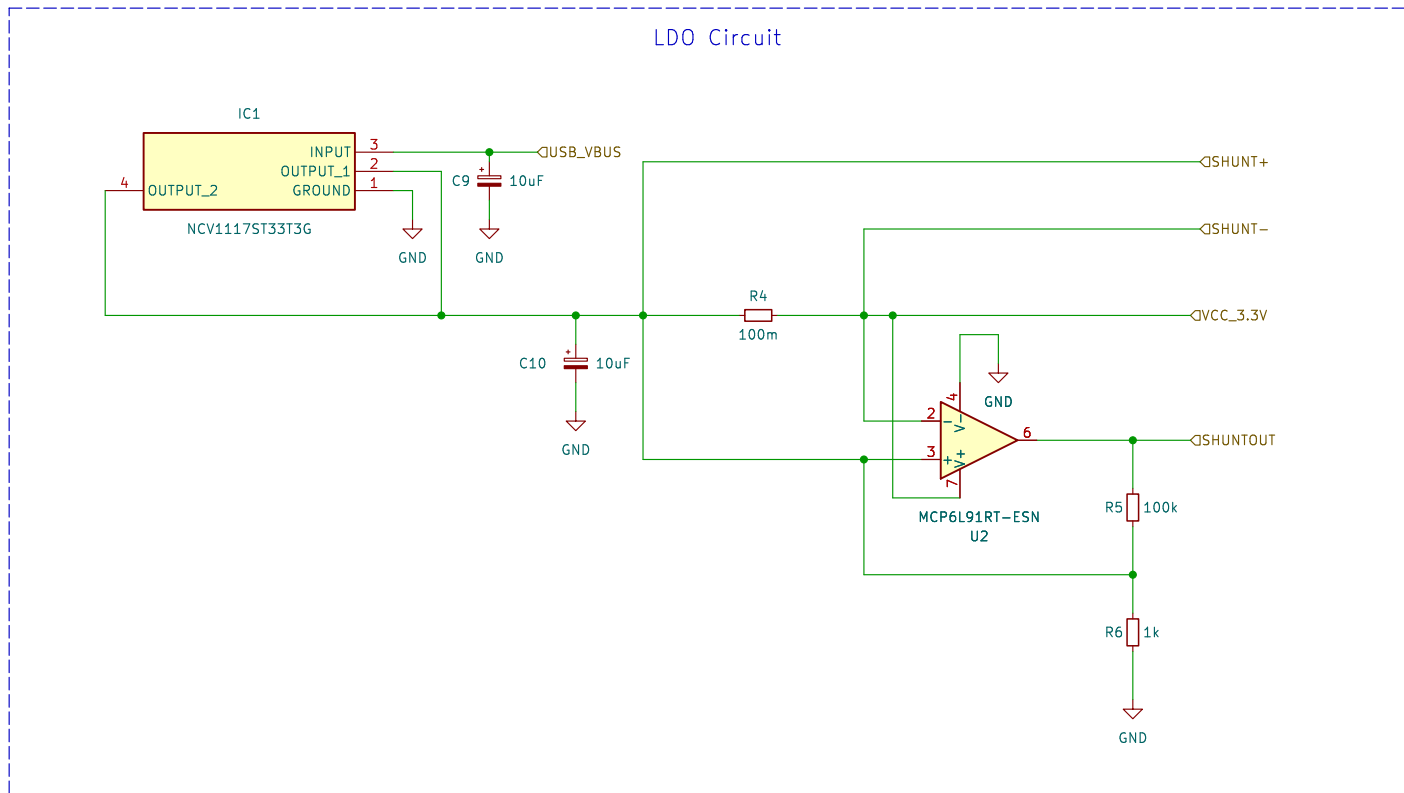 LDO Circuit
IC1
INPUT
3
OUTPUT_1
2
GROUND
1
4
OUTPUT_2
NCV1117ST33T3G
USB_VBUS
C9
+
10uF
GND
GND
SHUNT+
SHUNT-
R4
100m
VCC_3.3V
C10
+
10uF
GND
GND
4
V-
2
-
3
+
V+
7
6
SHUNTOUT
MCP6L91RT-ESN
U2
R5
100k
R6
1k
GND